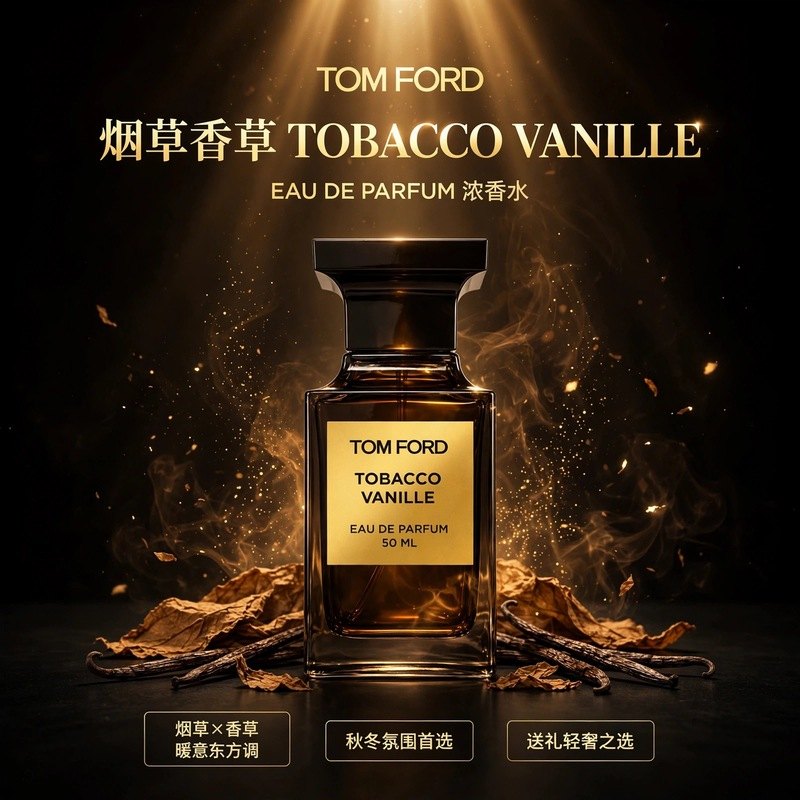 TOM FORD
烟草香草 TOBACCO VANILLE
EAU DE PARFUM 浓香水
TOM FORD
TOBACCO
VANILLE
EAU DE PARFUM
50 ML
烟草×香草
暖意东方调
秋冬氛围首选
送礼轻奢之选